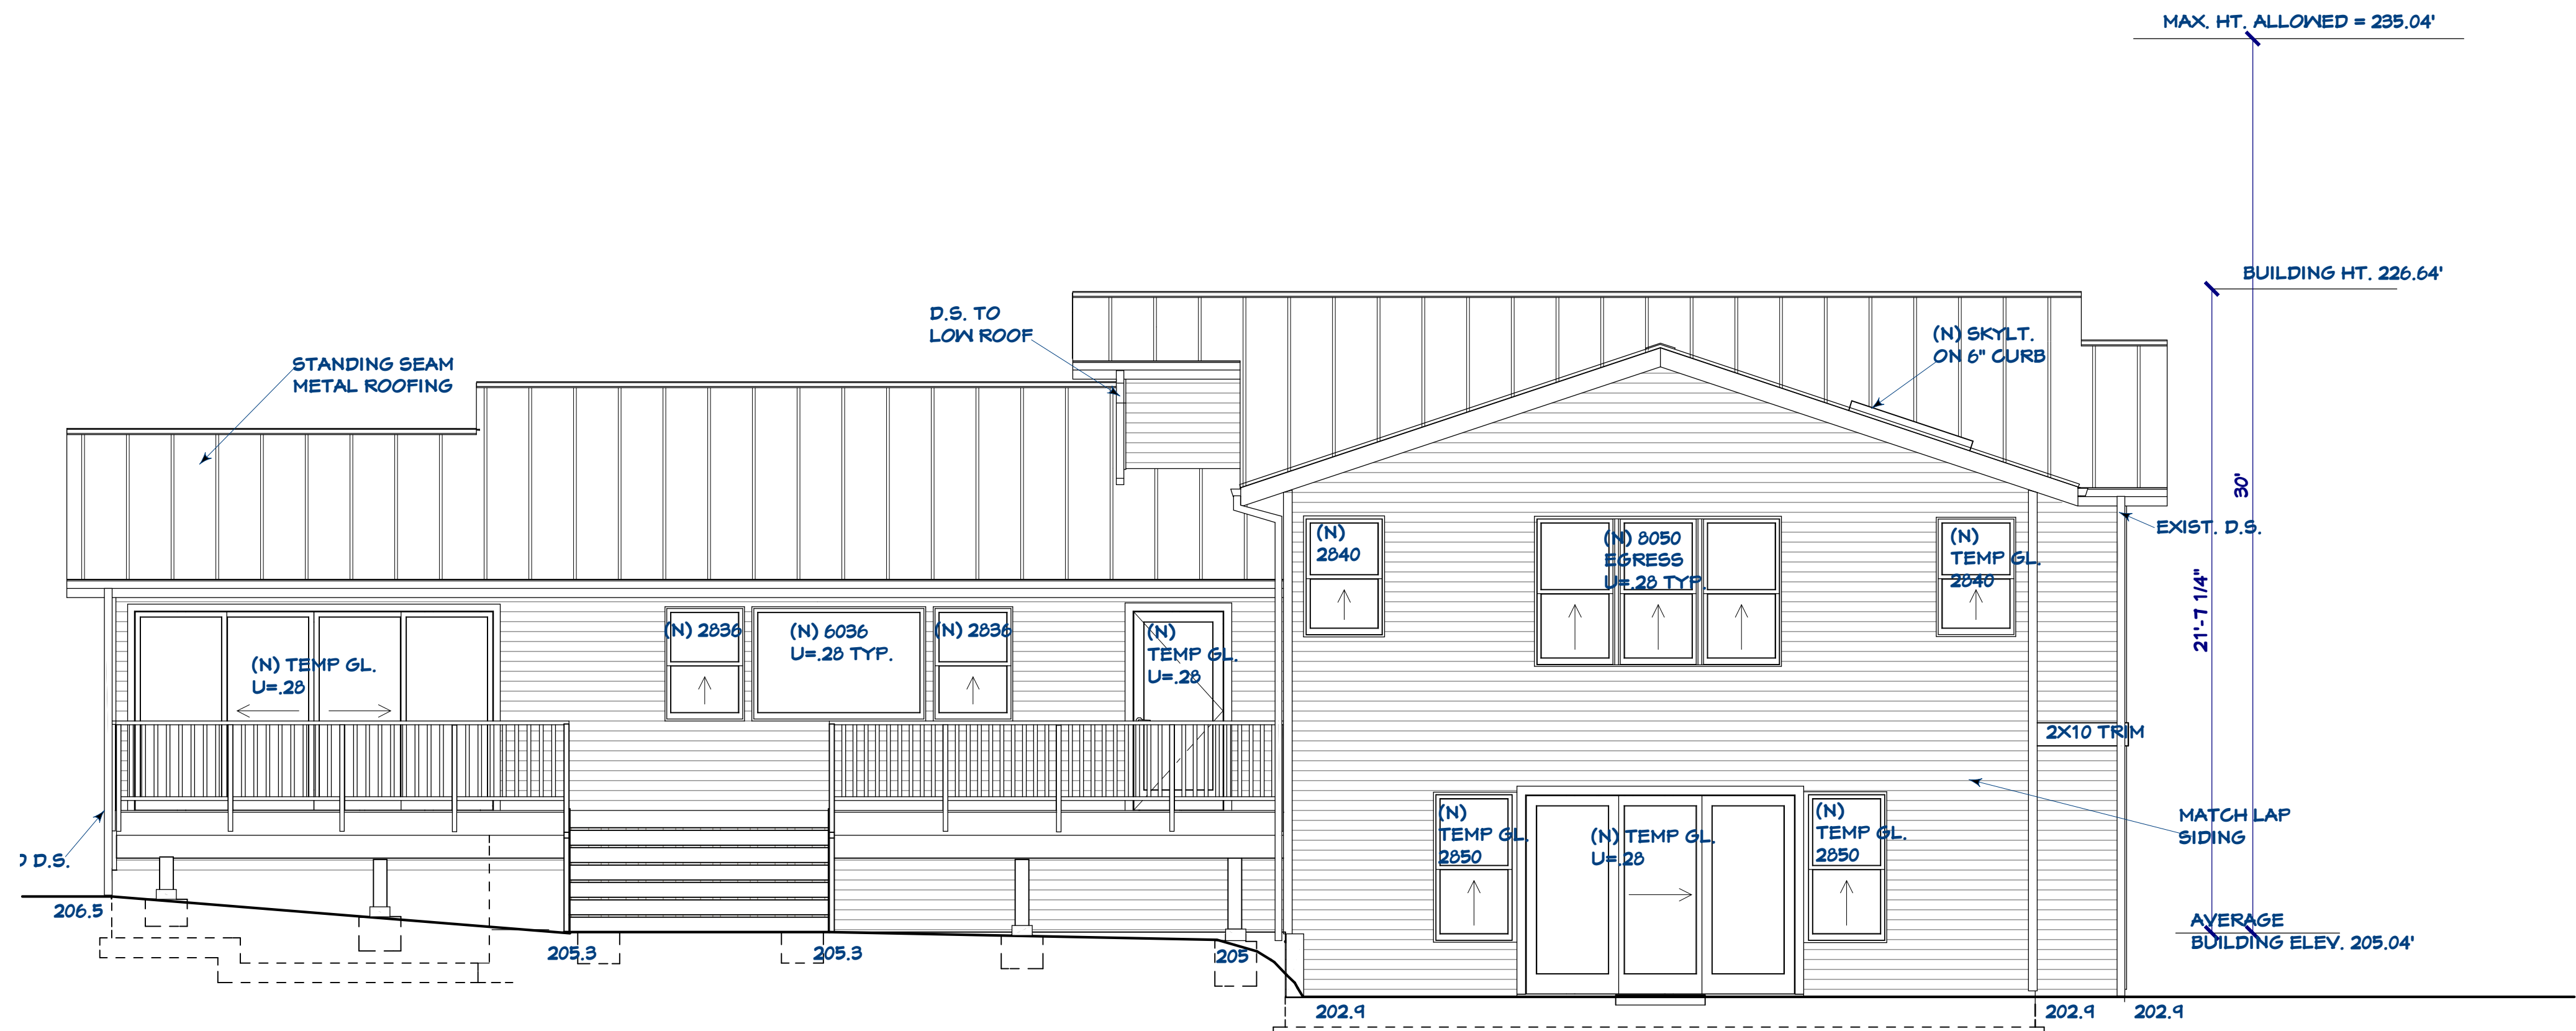 MAX. HT. ALLOWED = 235.04'
BUILDING HT. 226.64'
D.S. TO
LOW ROOF
(N) SKYLT.
ON 6" CURB
STANDING SEAM
METAL ROOFING
30'
EXIST. D.S.
(N)
2840
(N) 8050
EGRESS
U=.28 TYP.
(N)
TEMP GL.
2840
21'-7 1/4"
(N) 2836
(N) 6036
U=.28 TYP.
(N) 2836
(N)
TEMP GL.
U=.28
(N) TEMP GL.
U=.28
2X10 TRIM
MATCH LAP
SIDING
(N)
TEMP GL.
2850
(N) TEMP GL.
U=.28
(N)
TEMP GL.
2850
D.S.
206.5
205.3
205.3
205
AVERAGE
BUILDING ELEV. 205.04'
202.9
202.9
202.9